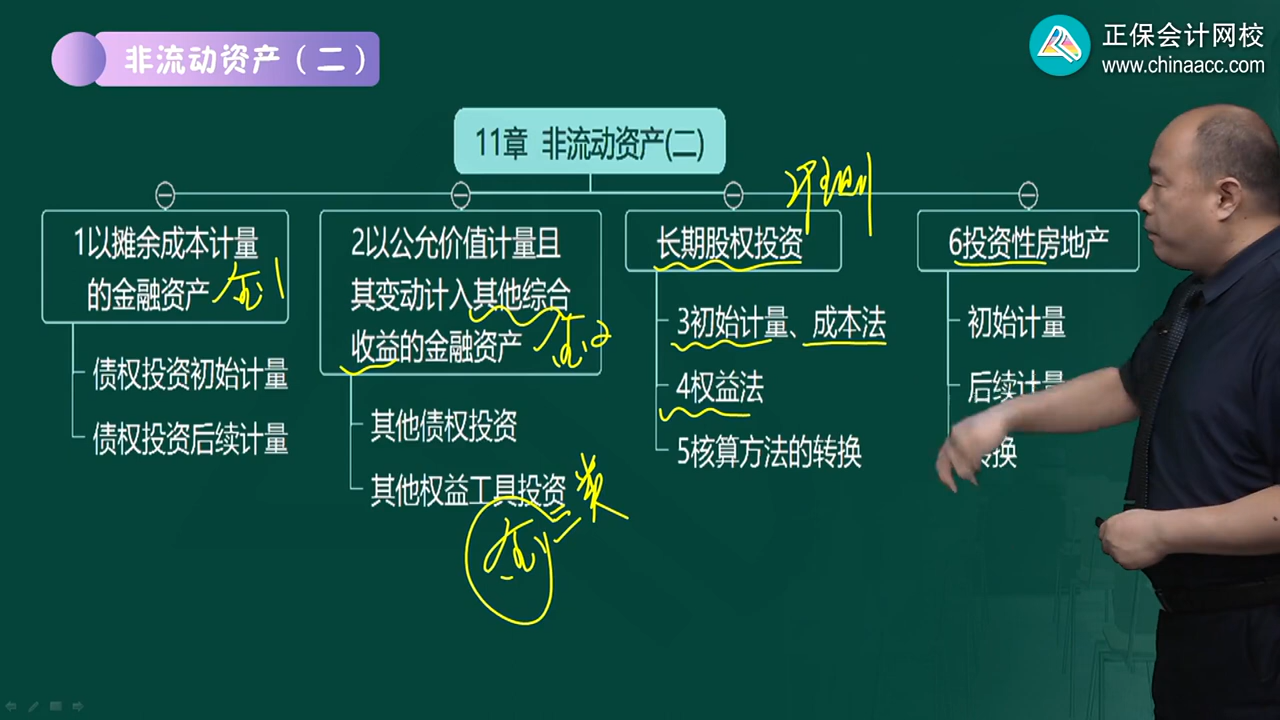 非流动资产（二）
正保会计网校
www.chinaacc.com
11章 非流动资产(二)
1以摊余成本计量
的金融资产
金1
债权投资初始计量
债权投资后续计量
2以公允价值计量且
其变动计入其他综合
收益的金融资产
金2
其他债权投资
其他权益工具投资
长期股权投资
3初始计量、成本法
4权益法
5核算方法的转换
6投资性房地产
初始计量
后续计量
转换